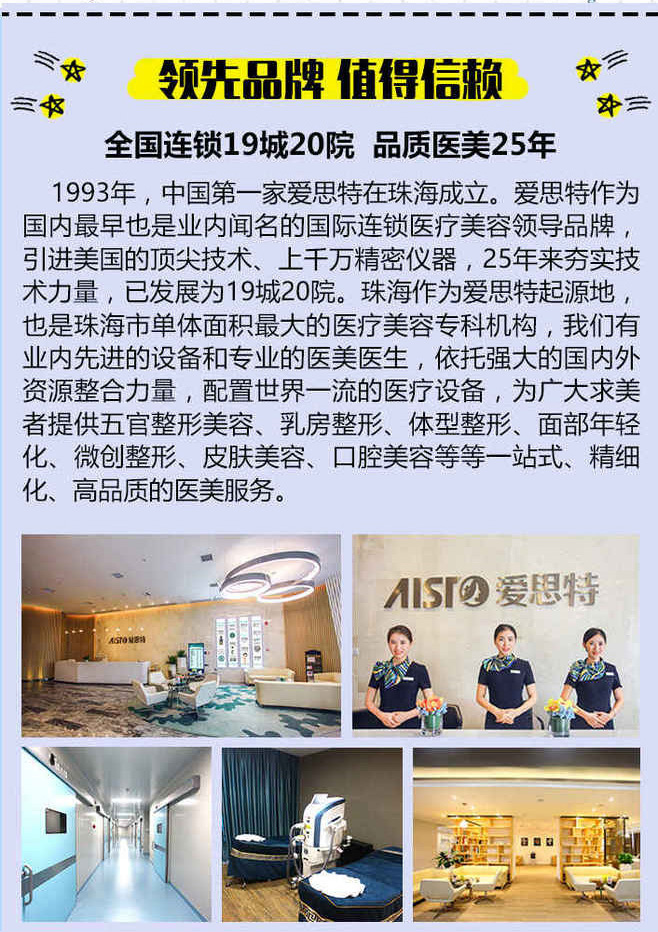 领先品牌 值得信赖
全国连锁19城20院 品质医美25年
1993年，中国第一家爱思特在珠海成立。爱思特作为
国内最早也是业内闻名的国际连锁医疗美容领导品牌，
引进美国的顶尖技术、上千万精密仪器，25年来夯实技
术力量，已发展为19城20院。珠海作为爱思特起源地，
也是珠海市单体面积最大的医疗美容专科机构，我们有
业内先进的设备和专业的医美医生，依托强大的国内外
资源整合力量，配置世界一流的医疗设备，为广大求美
者提供五官整形美容、乳房整形、体型整形、面部年轻
化、微创整形、皮肤美容、口腔美容等等一站式、精细
化、高品质的医美服务。
AIST 爱思特
AIST 爱思特